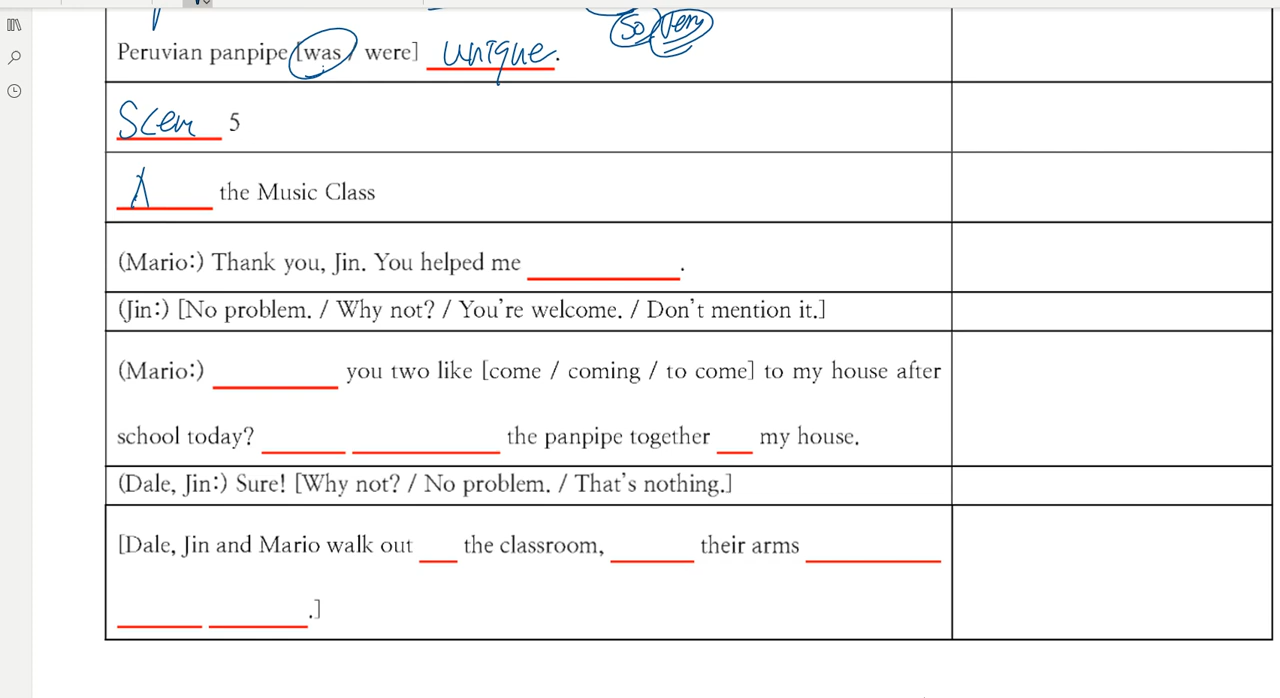 so very
Peruvian panpipe [was / were] unique.
Scen 5
A the Music Class
(Mario:) Thank you, Jin. You helped me .
(Jin:) [No problem. / Why not? / You're welcome. / Don't mention it.]
(Mario:) you two like [come / coming / to come] to my house after
school today? the panpipe together my house.
(Dale, Jin:) Sure! [Why not? / No problem. / That's nothing.]
[Dale, Jin and Mario walk out the classroom, their arms
.]